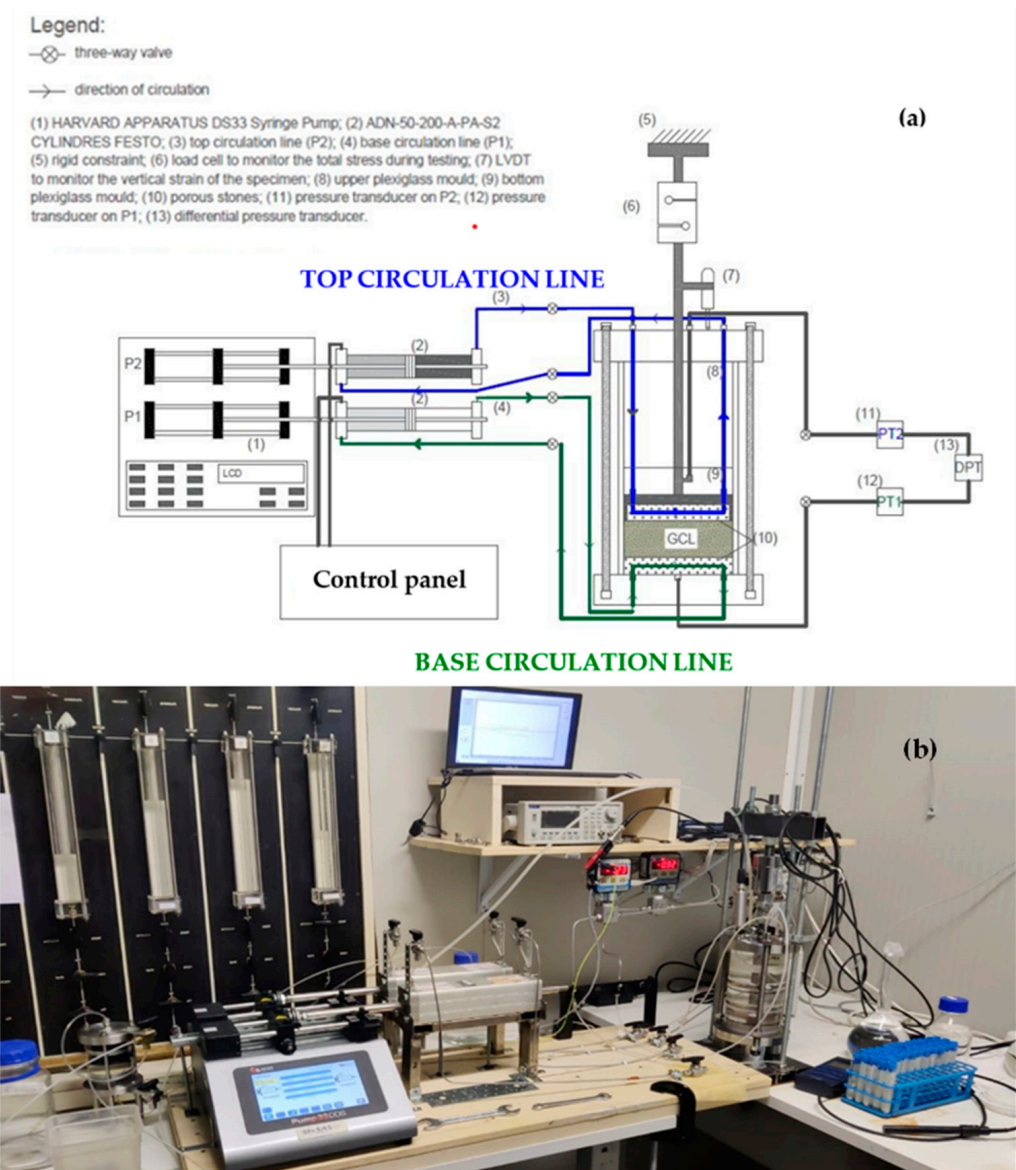 Legend:
three-way valve
direction of circulation
(1) HARVARD APPARATUS DS33 Syringe Pump; (2) ADN-50-200-A-PA-S2
CYLINDRES FESTO; (3) top circulation line (P2); (4) base circulation line (P1);
(5) rigid constraint; (6) load cell to monitor the total stress during testing; (7) LVDT
to monitor the vertical strain of the specimen; (8) upper plexiglass mould; (9) bottom
plexiglass mould; (10) porous stones; (11) pressure transducer on P2; (12) pressure
transducer on P1; (13) differential pressure transducer.
(a)
(5)
(6)
(7)
TOP CIRCULATION LINE
(3)
P2
(2)
(8)
P1
(2)
(4)
(1)
(11)
PT2
(13)
DPT
LCD
(9)
(12)
PT1
GCL
(10)
Control panel
BASE CIRCULATION LINE
(b)